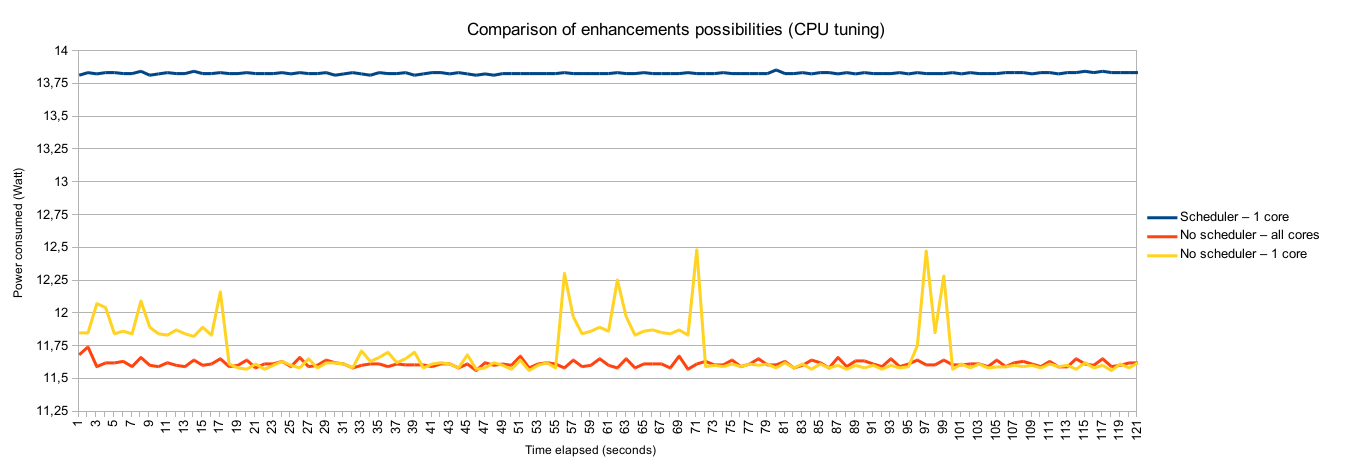 Comparison of enhancements possibilities (CPU tuning)
14
13,75
13,5
13,25
13
12,75
12,5
12,25
12
11,75
11,5
11,25
Power consumed (Watt)
1 3 5 7 9 11 13 15 17 19 21 23 25 27 29 31 33 35 37 39 41 43 45 47 49 51 53 55 57 59 61 63 65 67 69 71 73 75 77 79 81 83 85 87 89 91 93 95 97 99 101 103 105 107 109 111 113 115 117 119 121
Time elapsed (seconds)
Scheduler – 1 core
No scheduler – all cores
No scheduler – 1 core